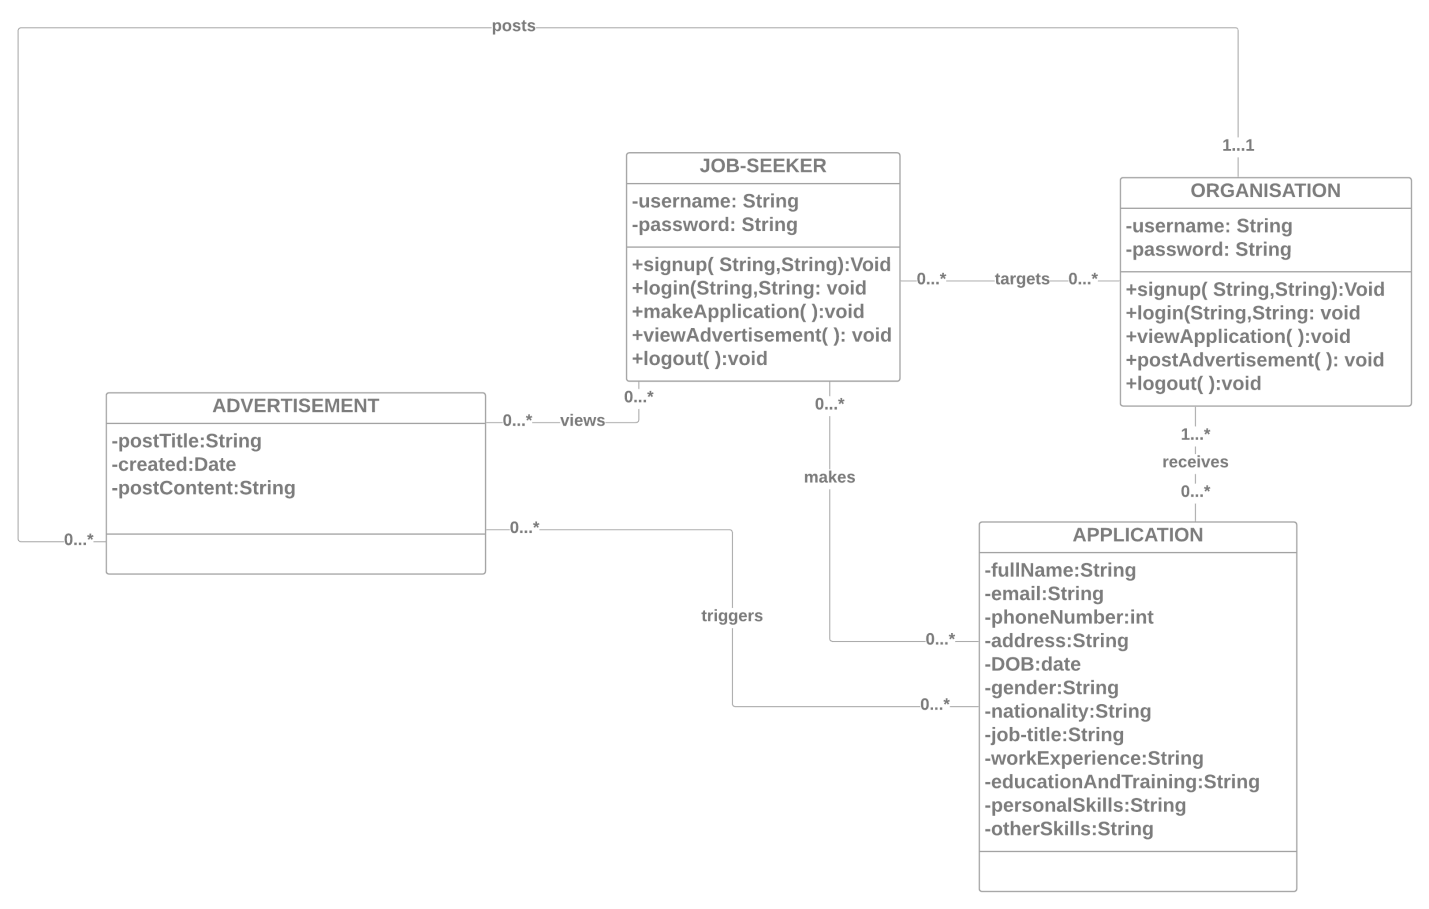 posts
1...1
JOB-SEEKER
-username: String
-password: String
+signup( String,String):Void
+login(String,String: void
+makeApplication( ):void
+viewAdvertisement( ): void
+logout( ):void
0...*
targets
0...*
ORGANISATION
-username: String
-password: String
+signup( String,String):Void
+login(String,String: void
+viewApplication( ):void
+postAdvertisement( ): void
+logout( ):void
0...*
0...*
ADVERTISEMENT
-postTitle:String
-created:Date
-postContent:String
0...*
views
1...*
receives
0...*
makes
0...*
0...*
triggers
0...*
0...*
APPLICATION
-fullName:String
-email:String
-phoneNumber:int
-address:String
-DOB:date
-gender:String
-nationality:String
-job-title:String
-workExperience:String
-educationAndTraining:String
-personalSkills:String
-otherSkills:String